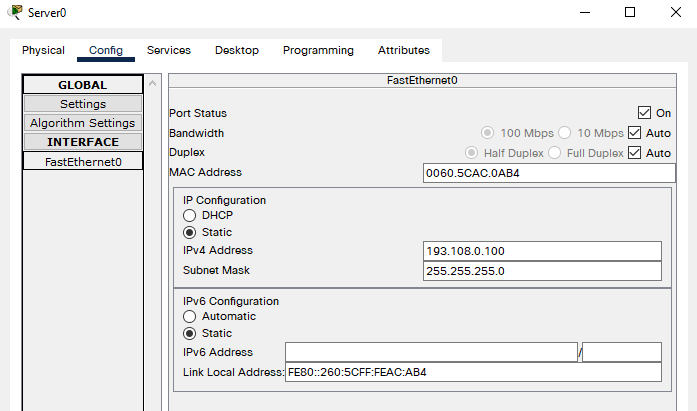 Server0
Physical Config Services Desktop Programming Attributes
GLOBAL
Settings
Algorithm Settings
INTERFACE
FastEthernet0
FastEthernet0
Port Status On
Bandwidth 100 Mbps 10 Mbps Auto
Duplex Half Duplex Full Duplex Auto
MAC Address 0060.5CAC.0AB4
IP Configuration
DHCP
Static
IPv4 Address 193.108.0.100
Subnet Mask 255.255.255.0
IPv6 Configuration
Automatic
Static
IPv6 Address /
Link Local Address: FE80::260:5CFF:FEAC:AB4